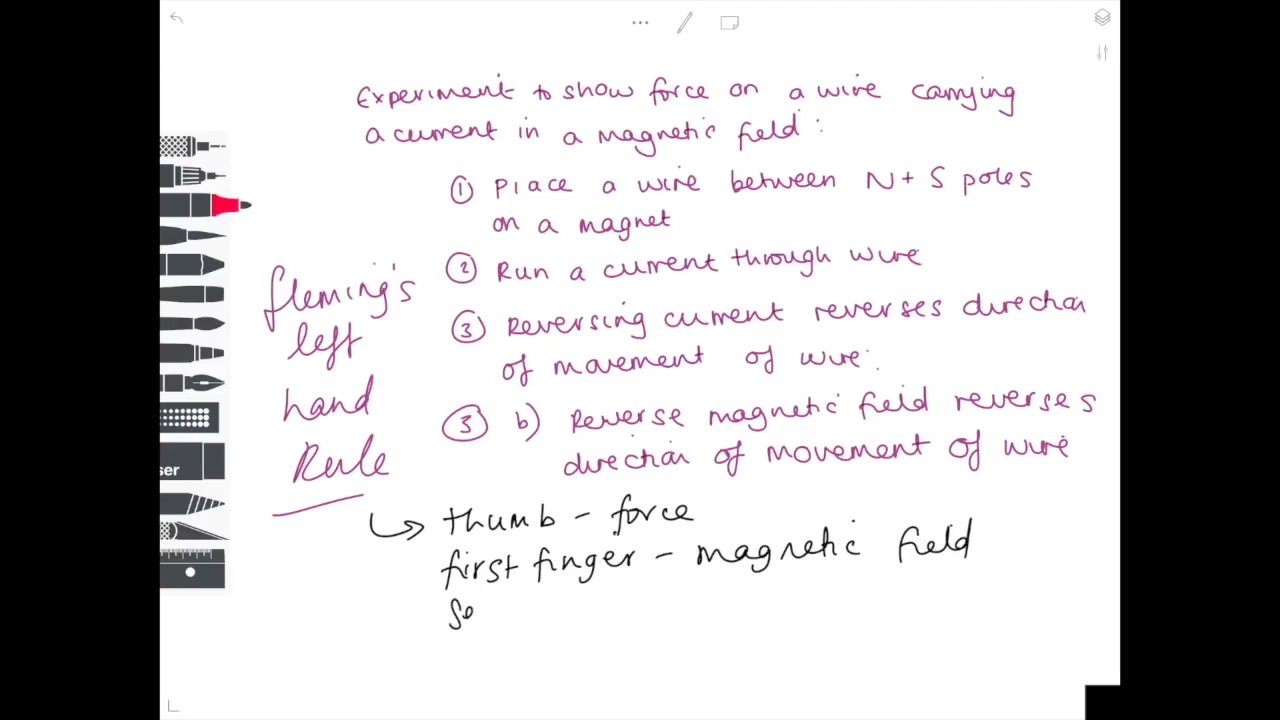 Experiment to show force on a wire carrying
a current in a magnetic field:
① Place a wire between N + S poles
on a magnet
② Run a current through wire
③ Reversing current reverses direction
of movement of wire.
③ b) Reverse magnetic field reverses
direction of movement of wire
fleming's
left
hand
Rule
↳ thumb - force
first finger - magnetic field
se
ser